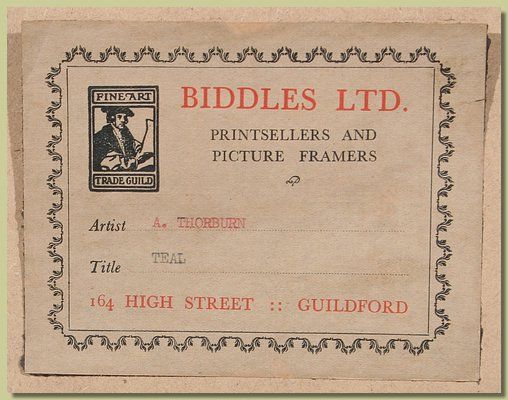 FINE ART
TRADE GUILD
BIDDLES LTD.
PRINTSELLERS AND
PICTURE FRAMERS
Artist A. THORBURN
Title TEAL
164 HIGH STREET :: GUILDFORD